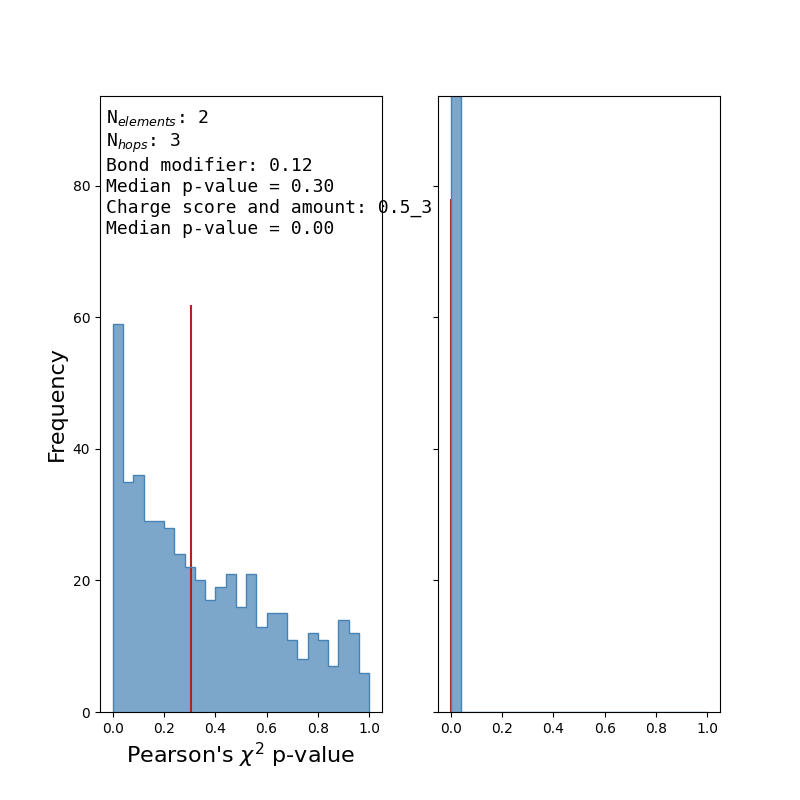 N_elements: 2
N_hops: 3
Bond modifier: 0.12
Median p-value = 0.30
Charge score and amount: 0.5_3
Median p-value = 0.00
80
60
40
20
0
Frequency
0.0 0.2 0.4 0.6 0.8 1.0
0.0 0.2 0.4 0.6 0.8 1.0
Pearson's χ² p-value